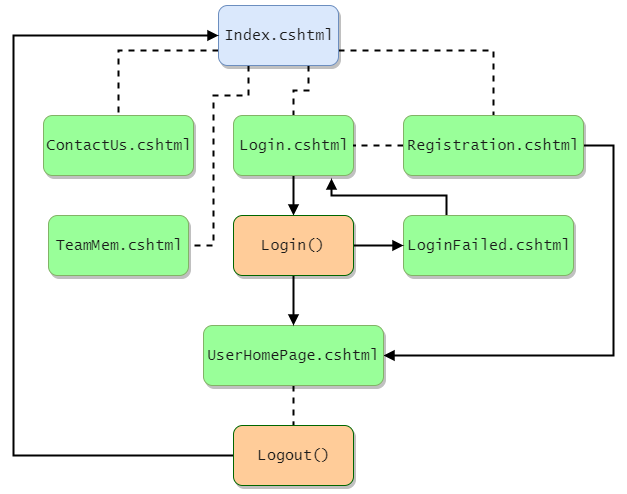 Index.cshtml
ContactUs.cshtml
Login.cshtml
Registration.cshtml
TeamMem.cshtml
Login()
LoginFailed.cshtml
UserHomePage.cshtml
Logout()